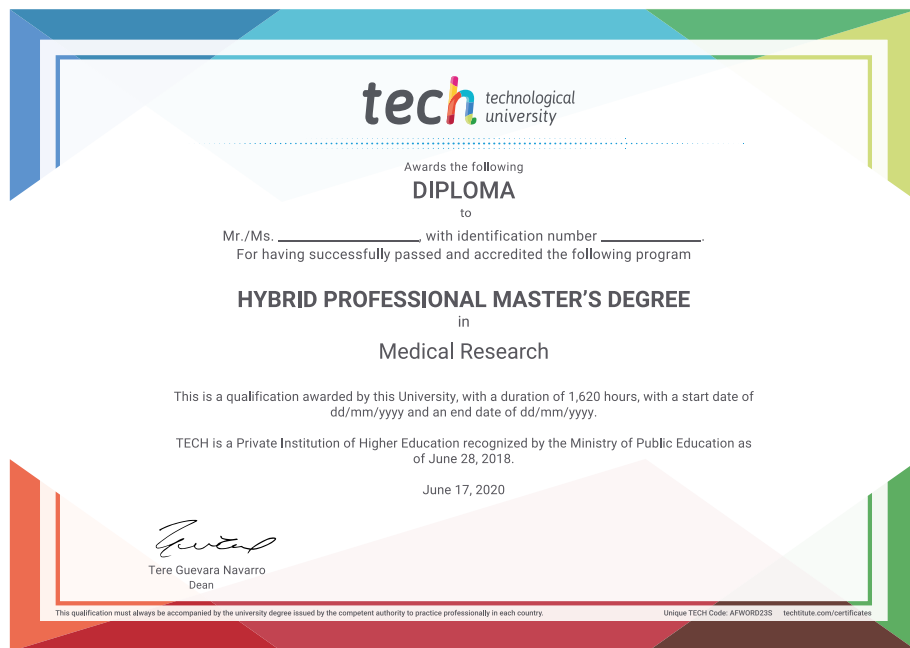 tech technological
university
Awards the following
DIPLOMA
to
Mr./Ms. ____________________, with identification number ______________.
For having successfully passed and accredited the following program
HYBRID PROFESSIONAL MASTER'S DEGREE
in
Medical Research
This is a qualification awarded by this University, with a duration of 1,620 hours, with a start date of
dd/mm/yyyy and an end date of dd/mm/yyyy.
TECH is a Private Institution of Higher Education recognized by the Ministry of Public Education as
of June 28, 2018.
June 17, 2020
Tere Guevara Navarro
Dean
This qualification must always be accompanied by the university degree issued by the competent authority to practice professionally in each country. Unique TECH Code: AFWORD23S techtitute.com/certificates